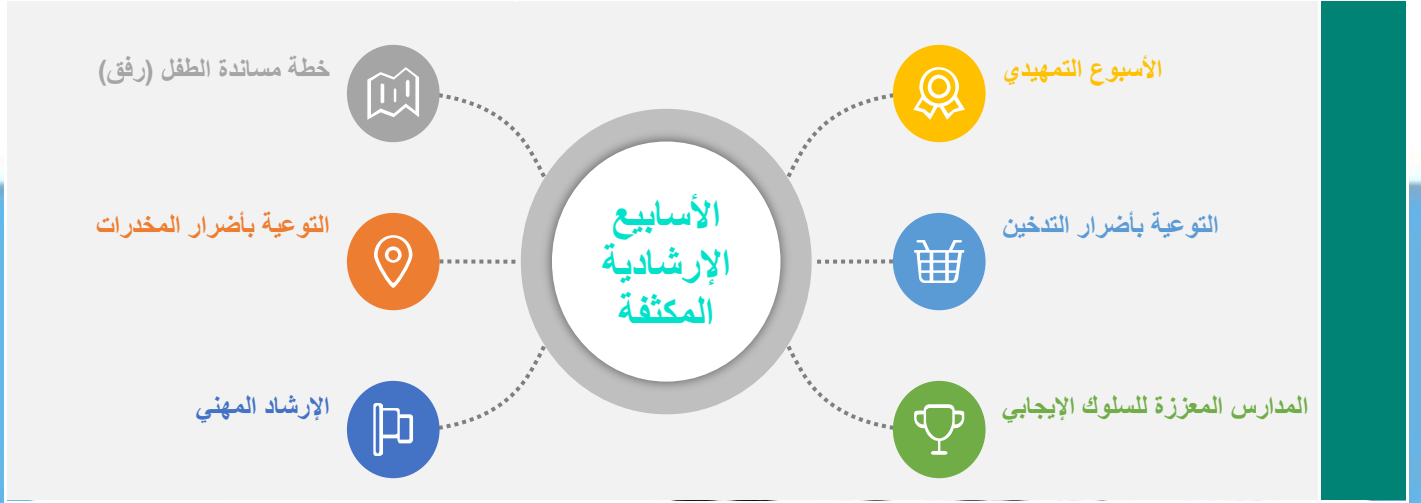 الأسابيع
الإرشادية
المكثفة
الأسبوع التمهيدي
التوعية بأضرار التدخين
المدارس المعززة للسلوك الإيجابي
خطة مساندة الطفل (رفق)
التوعية بأضرار المخدرات
الإرشاد المهني